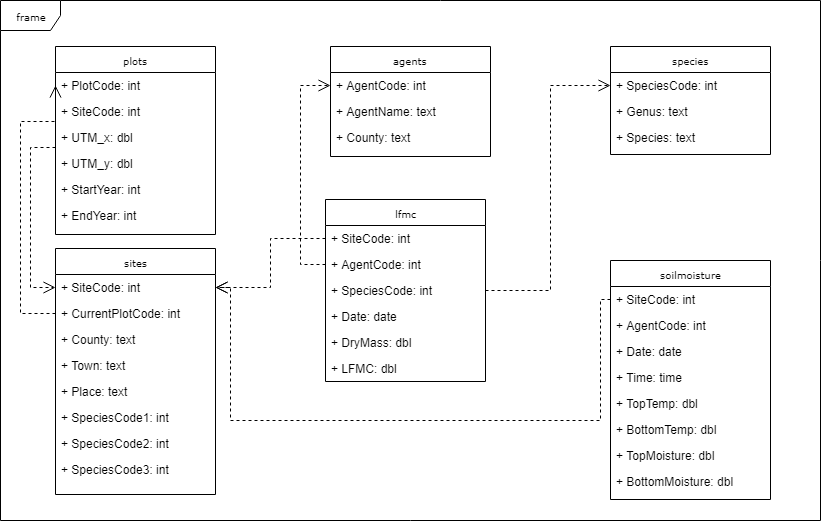 frame
plots
+ PlotCode: int
+ SiteCode: int
+ UTM_x: dbl
+ UTM_y: dbl
+ StartYear: int
+ EndYear: int
agents
+ AgentCode: int
+ AgentName: text
+ County: text
species
+ SpeciesCode: int
+ Genus: text
+ Species: text
sites
+ SiteCode: int
+ CurrentPlotCode: int
+ County: text
+ Town: text
+ Place: text
+ SpeciesCode1: int
+ SpeciesCode2: int
+ SpeciesCode3: int
lfmc
+ SiteCode: int
+ AgentCode: int
+ SpeciesCode: int
+ Date: date
+ DryMass: dbl
+ LFMC: dbl
soilmoisture
+ SiteCode: int
+ AgentCode: int
+ Date: date
+ Time: time
+ TopTemp: dbl
+ BottomTemp: dbl
+ TopMoisture: dbl
+ BottomMoisture: dbl